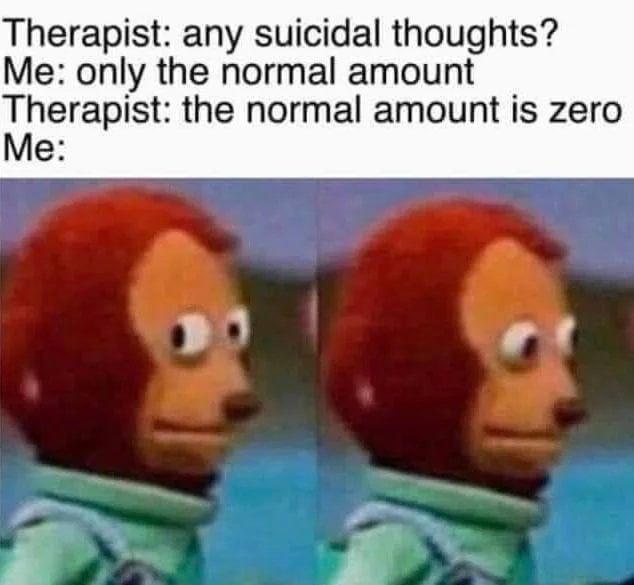 Therapist: any suicidal thoughts?
Me: only the normal amount
Therapist: the normal amount is zero
Me: